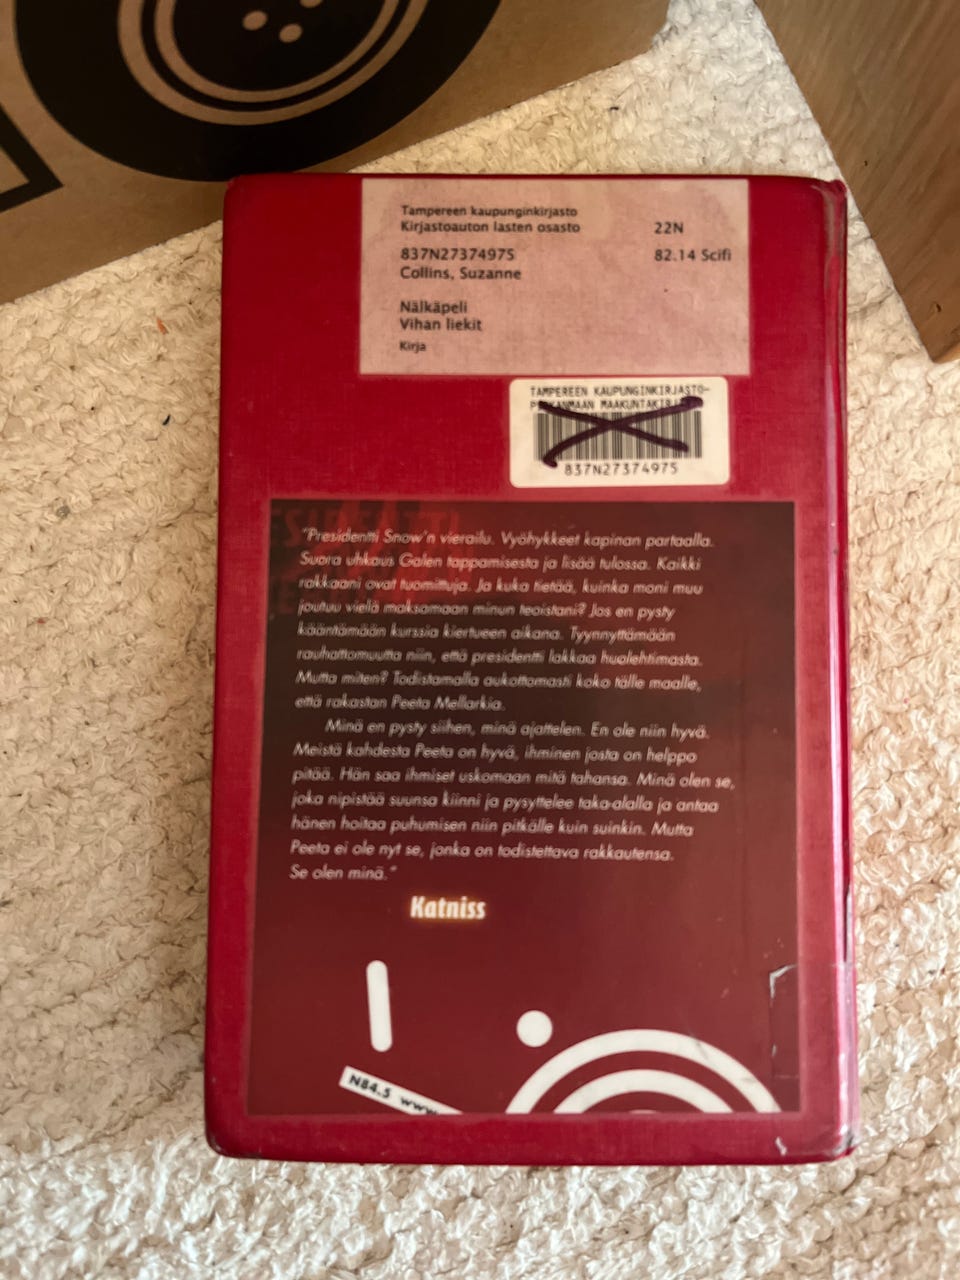 Tampereen kaupunginkirjasto
Kirjastoauton lasten osasto 22N
837N27374975 82.14 Scifi
Collins, Suzanne
Nälkäpeli
Vihan liekit
Kirja
TAMPEREEN KAUPUNGINKIRJASTO-
MAAKUNTAKIRJASTO
837N27374975
"Presidentti Snow'n vierailu. Vyöhykkeet kapinan partaalla.
Suora uhkaus Galen tappamisesta ja lisää tulossa. Kaikki
rakkaani ovat tuomittuja. Ja kuka tietää, kuinka moni muu
joutuu vielä maksamaan minun teoistani? Jos en pysty
kääntämään kurssia kiertueen aikana. Tyynnyttämään
rauhattomuutta niin, että presidentti lakkaa huolehtimasta.
Mutta miten? Todistamalla aukottomasti koko tälle maalle,
että rakastan Peeta Mellarkia.
Minä en pysty siihen, minä ajattelen. En ole niin hyvä.
Meistä kahdesta Peeta on hyvä, ihminen josta on helppo
pitää. Hän saa ihmiset uskomaan mitä tahansa. Minä olen se,
joka nipistää suunsa kiinni ja pysyttelee taka-alalla ja antaa
hänen hoitaa puhumisen niin pitkälle kuin suinkin. Mutta
Peeta ei ole nyt se, jonka on todistettava rakkautensa.
Se olen minä."
Katniss
N84.5 www.